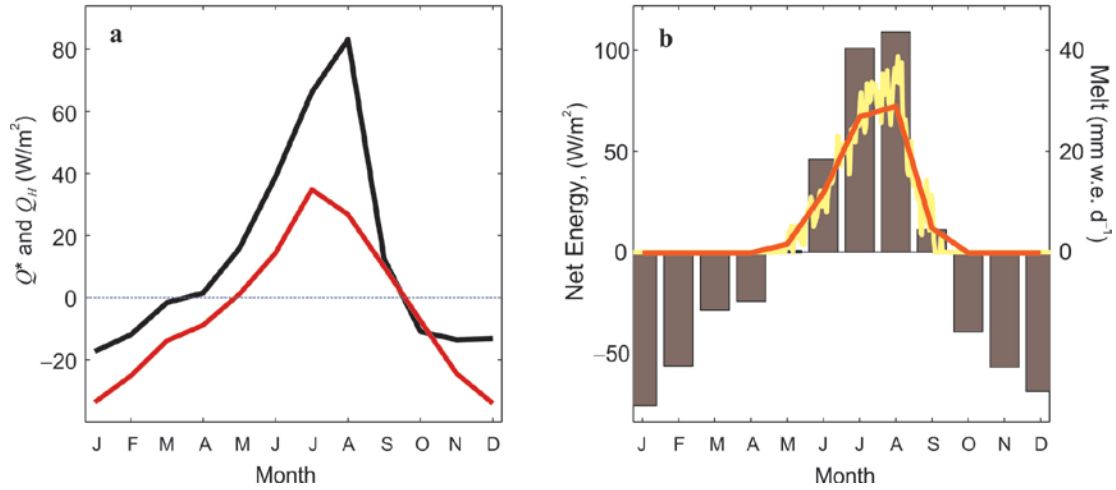 a
80
60
40
20
0
−20
Q* and Q_H (W/m²)
J F M A M J J A S O N D
Month
b
100
50
0
−50
Net Energy, (W/m²)
40
20
0
Melt (mm w.e. d⁻¹)
J F M A M J J A S O N D
Month